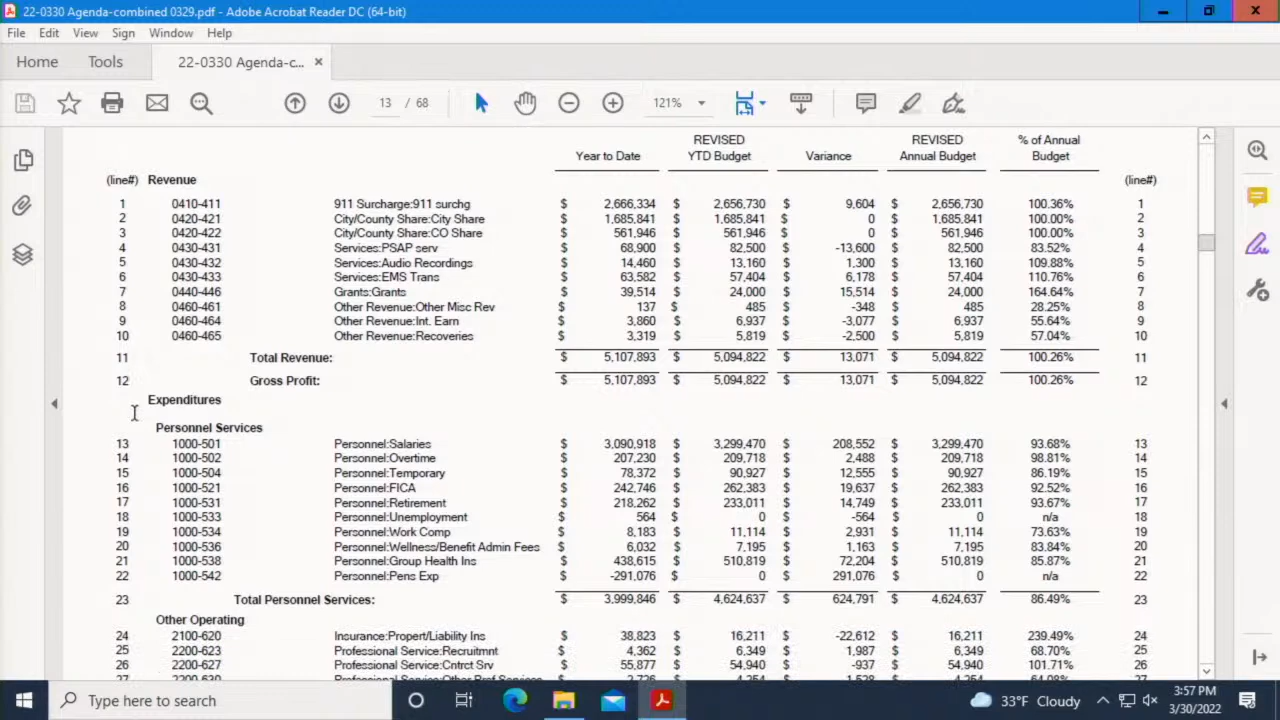 22-0330 Agenda-combined 0329.pdf - Adobe Acrobat Reader DC (64-bit)
File Edit View Sign Window Help
Home Tools 22-0330 Agenda-c... ×
13 / 68 121%
REVISED REVISED % of Annual
Year to Date YTD Budget Variance Annual Budget Budget
(line#) Revenue (line#)
1 0410-411 911 Surcharge:911 surchg $ 2,666,334 $ 2,656,730 $ 9,604 $ 2,656,730 100.36% 1
2 0420-421 City/County Share:City Share $ 1,685,841 $ 1,685,841 $ 0 $ 1,685,841 100.00% 2
3 0420-422 City/County Share:CO Share $ 561,946 $ 561,946 $ 0 $ 561,946 100.00% 3
4 0430-431 Services:PSAP serv $ 68,900 $ 82,500 $ -13,600 $ 82,500 83.52% 4
5 0430-432 Services:Audio Recordings $ 14,460 $ 13,160 $ 1,300 $ 13,160 109.88% 5
6 0430-433 Services:EMS Trans $ 63,582 $ 57,404 $ 6,178 $ 57,404 110.76% 6
7 0440-446 Grants:Grants $ 39,514 $ 24,000 $ 15,514 $ 24,000 164.64% 7
8 0460-461 Other Revenue:Other Misc Rev $ 137 $ 485 $ -348 $ 485 28.25% 8
9 0460-464 Other Revenue:Int. Earn $ 3,860 $ 6,937 $ -3,077 $ 6,937 55.64% 9
10 0460-465 Other Revenue:Recoveries $ 3,319 $ 5,819 $ -2,500 $ 5,819 57.04% 10
11 Total Revenue: $ 5,107,893 $ 5,094,822 $ 13,071 $ 5,094,822 100.26% 11
12 Gross Profit: $ 5,107,893 $ 5,094,822 $ 13,071 $ 5,094,822 100.26% 12
Expenditures
Personnel Services
13 1000-501 Personnel:Salaries $ 3,090,918 $ 3,299,470 $ 208,552 $ 3,299,470 93.68% 13
14 1000-502 Personnel:Overtime $ 207,230 $ 209,718 $ 2,488 $ 209,718 98.81% 14
15 1000-504 Personnel:Temporary $ 78,372 $ 90,927 $ 12,555 $ 90,927 86.19% 15
16 1000-521 Personnel:FICA $ 242,746 $ 262,383 $ 19,637 $ 262,383 92.52% 16
17 1000-531 Personnel:Retirement $ 218,262 $ 233,011 $ 14,749 $ 233,011 93.67% 17
18 1000-533 Personnel:Unemployment $ 564 $ 0 $ -564 $ 0 n/a 18
19 1000-534 Personnel:Work Comp $ 8,183 $ 11,114 $ 2,931 $ 11,114 73.63% 19
20 1000-536 Personnel:Wellness/Benefit Admin Fees $ 6,032 $ 7,195 $ 1,163 $ 7,195 83.84% 20
21 1000-538 Personnel:Group Health Ins $ 438,615 $ 510,819 $ 72,204 $ 510,819 85.87% 21
22 1000-542 Personnel:Pens Exp $ -291,076 $ 0 $ 291,076 $ 0 n/a 22
23 Total Personnel Services: $ 3,999,846 $ 4,624,637 $ 624,791 $ 4,624,637 86.49% 23
Other Operating
24 2100-620 Insurance:Propert/Liability Ins $ 38,823 $ 16,211 $ -22,612 $ 16,211 239.49% 24
25 2200-623 Professional Service:Recruitmnt $ 4,362 $ 6,349 $ 1,987 $ 6,349 68.70% 25
26 2200-627 Professional Service:Cntrct Srv $ 55,877 $ 54,940 $ -937 $ 54,940 101.71% 26
Type here to search 33°F Cloudy 3:57 PM
3/30/2022